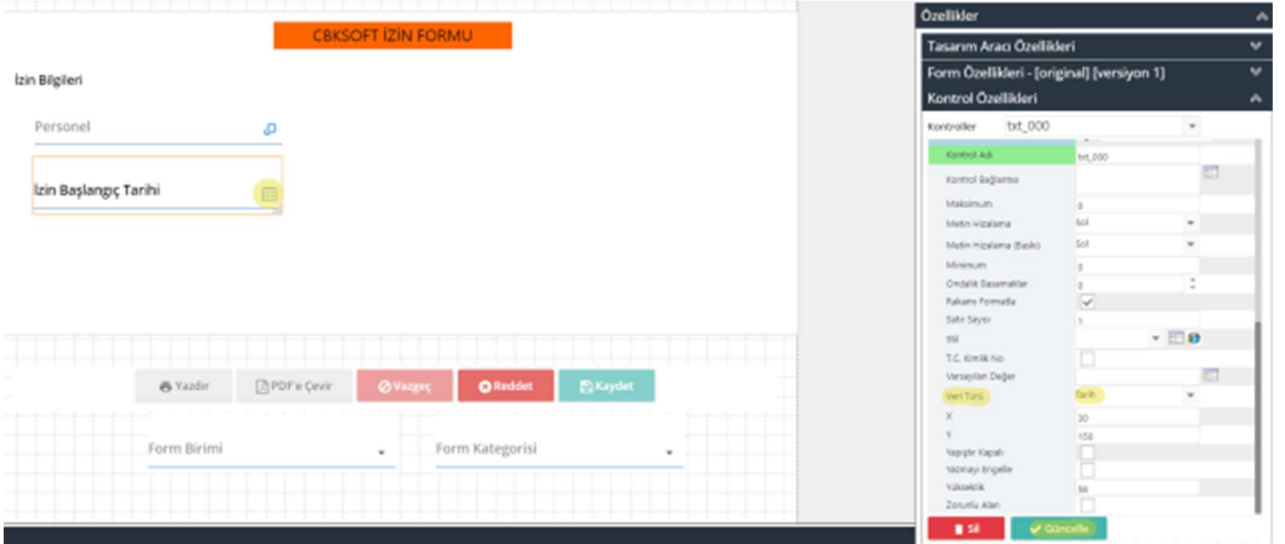 CBKSOFT İZİN FORMU
İzin Bilgileri
Personel
İzin Başlangıç Tarihi
Yazdır
PDF'e Çevir
Vazgeç
Reddet
Kaydet
Form Birimi
Form Kategorisi
Özellikler
Tasarım Aracı Özellikleri
Form Özellikleri - [original] [versiyon 1]
Kontrol Özellikleri
Kontroller txt_000
Kontrol Adı txt_000
Kontrol Bağlantısı
Maksimum 0
Metin Hizalama Sol
Metin Hizalama (Baskı) Sol
Minimum 0
Ondalık Basamaklar 0
Rakamı Formatla
Satır Sayısı 1
Stil
T.C. Kimlik No
Varsayılan Değer
Veri Türü Tarih
X 30
Y 158
Yapıştır Kapalı
Yazmayı Engelle
Yükseklik
Zorunlu Alan
Sil
Güncelle